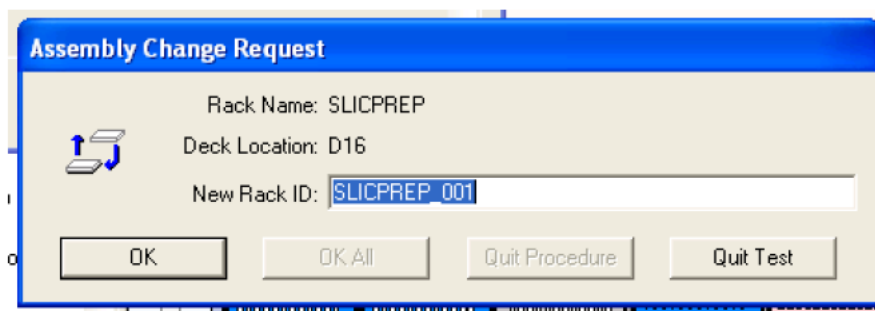 Assembly Change Request
Rack Name: SLICPREP
Deck Location: D16
New Rack ID: SLICPREP_001
OK OK All Quit Procedure Quit Test